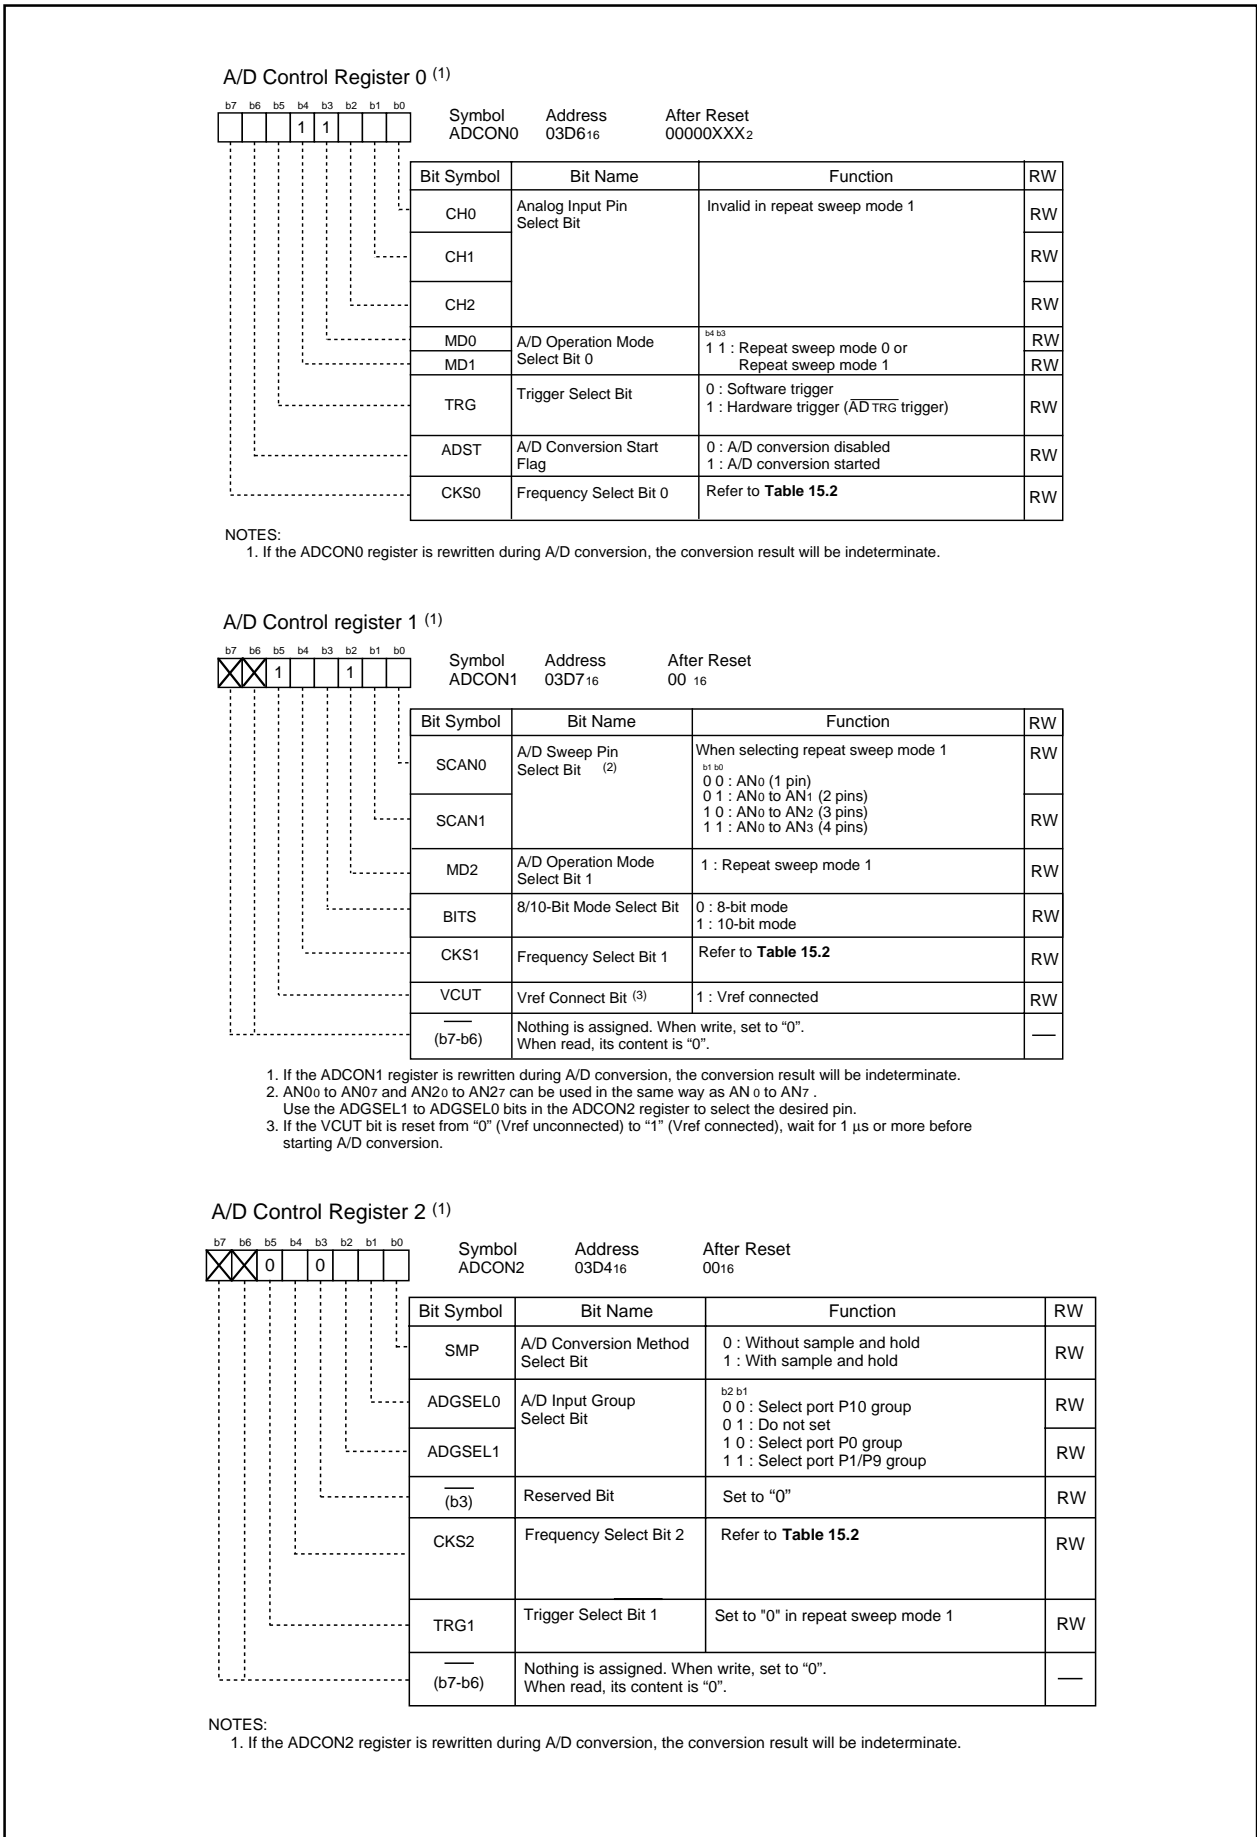 A/D Control Register 0 (1)
b7 b6 b5 b4 b3 b2 b1 b0
1 1
Symbol Address After Reset
ADCON0 03D616 00000XXX2
Bit Symbol Bit Name Function RW
CH0 Analog Input Pin Select Bit Invalid in repeat sweep mode 1 RW
CH1 RW
CH2 RW
MD0 A/D Operation Mode Select Bit 0 b4 b3 RW
1 1 : Repeat sweep mode 0 or
MD1 Repeat sweep mode 1 RW
TRG Trigger Select Bit 0 : Software trigger RW
1 : Hardware trigger (ADTRG trigger)
ADST A/D Conversion Start Flag 0 : A/D conversion disabled RW
1 : A/D conversion started
CKS0 Frequency Select Bit 0 Refer to Table 15.2 RW
NOTES:
1. If the ADCON0 register is rewritten during A/D conversion, the conversion result will be indeterminate.
A/D Control register 1 (1)
b7 b6 b5 b4 b3 b2 b1 b0
1 1
Symbol Address After Reset
ADCON1 03D716 00 16
Bit Symbol Bit Name Function RW
SCAN0 A/D Sweep Pin Select Bit (2) When selecting repeat sweep mode 1 RW
b1 b0
0 0 : AN0 (1 pin)
0 1 : AN0 to AN1 (2 pins)
SCAN1 1 0 : AN0 to AN2 (3 pins) RW
1 1 : AN0 to AN3 (4 pins)
MD2 A/D Operation Mode Select Bit 1 1 : Repeat sweep mode 1 RW
BITS 8/10-Bit Mode Select Bit 0 : 8-bit mode RW
1 : 10-bit mode
CKS1 Frequency Select Bit 1 Refer to Table 15.2 RW
VCUT Vref Connect Bit (3) 1 : Vref connected RW
(b7-b6) Nothing is assigned. When write, set to “0”. —
When read, its content is “0”.
1. If the ADCON1 register is rewritten during A/D conversion, the conversion result will be indeterminate.
2. AN00 to AN07 and AN20 to AN27 can be used in the same way as AN 0 to AN7 .
Use the ADGSEL1 to ADGSEL0 bits in the ADCON2 register to select the desired pin.
3. If the VCUT bit is reset from “0” (Vref unconnected) to “1” (Vref connected), wait for 1 μs or more before
starting A/D conversion.
A/D Control Register 2 (1)
b7 b6 b5 b4 b3 b2 b1 b0
0 0
Symbol Address After Reset
ADCON2 03D416 0016
Bit Symbol Bit Name Function RW
SMP A/D Conversion Method Select Bit 0 : Without sample and hold RW
1 : With sample and hold
ADGSEL0 A/D Input Group Select Bit b2 b1 RW
0 0 : Select port P10 group
0 1 : Do not set
ADGSEL1 1 0 : Select port P0 group RW
1 1 : Select port P1/P9 group
(b3) Reserved Bit Set to “0” RW
CKS2 Frequency Select Bit 2 Refer to Table 15.2 RW
TRG1 Trigger Select Bit 1 Set to "0" in repeat sweep mode 1 RW
(b7-b6) Nothing is assigned. When write, set to “0”. —
When read, its content is “0”.
NOTES:
1. If the ADCON2 register is rewritten during A/D conversion, the conversion result will be indeterminate.